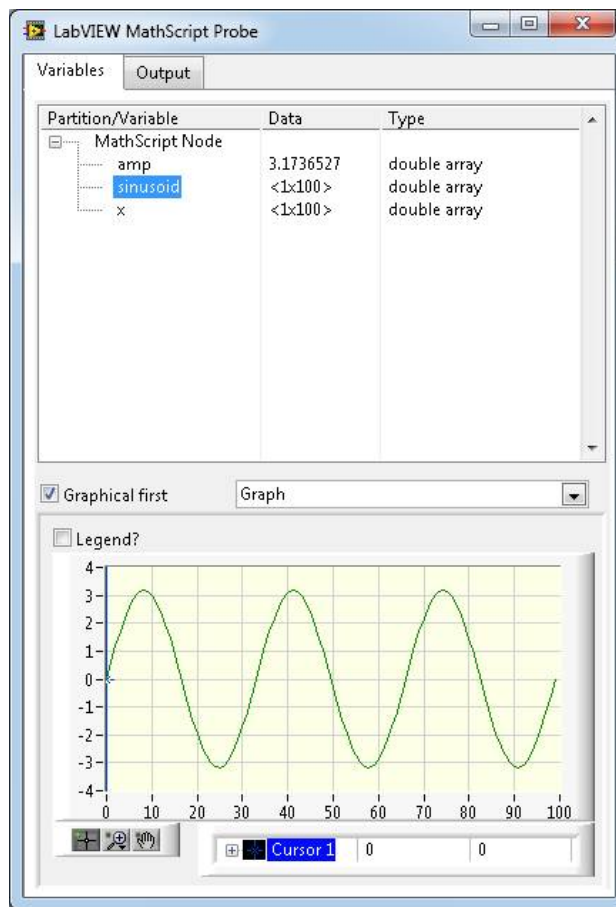 LabVIEW MathScript Probe
Variables Output
Partition/Variable Data Type
MathScript Node
amp 3.1736527 double array
sinusoid <1x100> double array
x <1x100> double array
Graphical first Graph
Legend?
4
3
2
1
0
-1
-2
-3
-4
0 10 20 30 40 50 60 70 80 90 100
Cursor 1 0 0